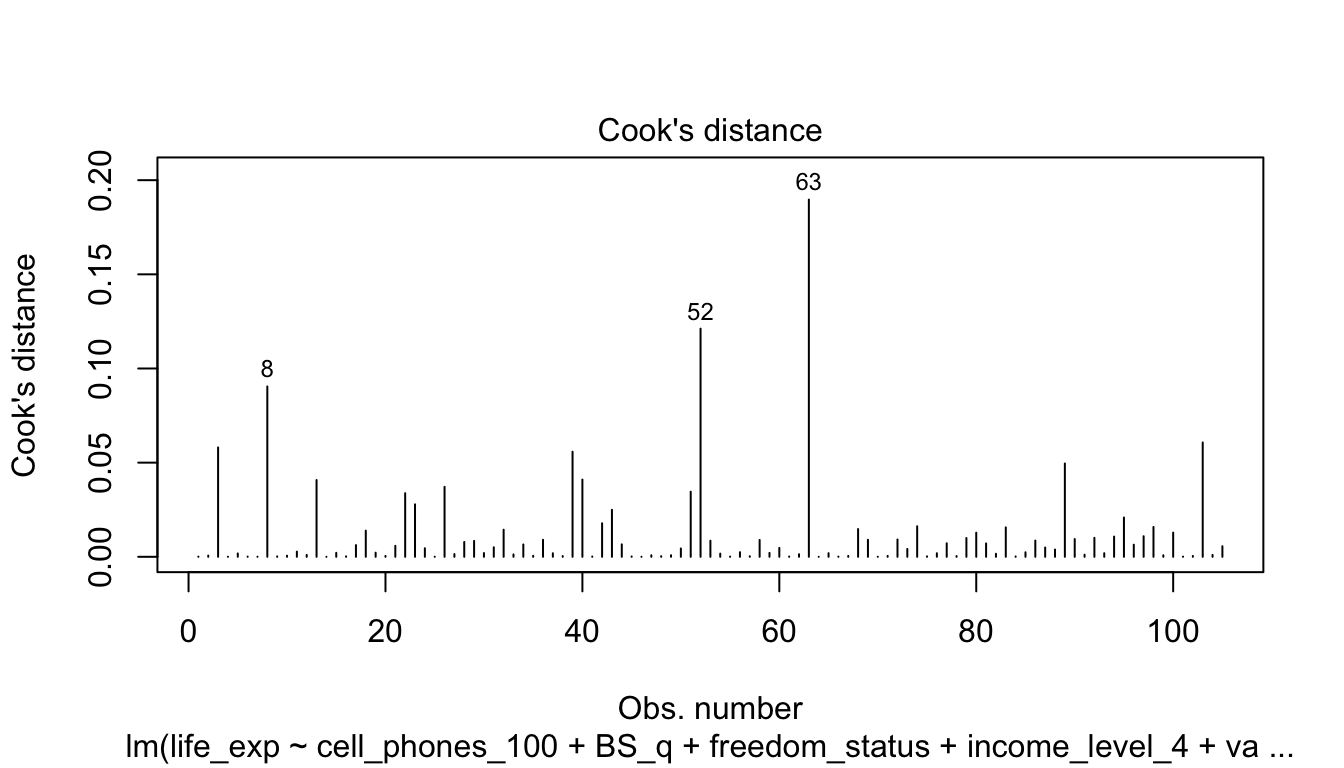 Cook's distance
Cook's distance
0.20
0.15
0.10
0.05
0.00
8
52
63
0 20 40 60 80 100
Obs. number
lm(life_exp ~ cell_phones_100 + BS_q + freedom_status + income_level_4 + va ...